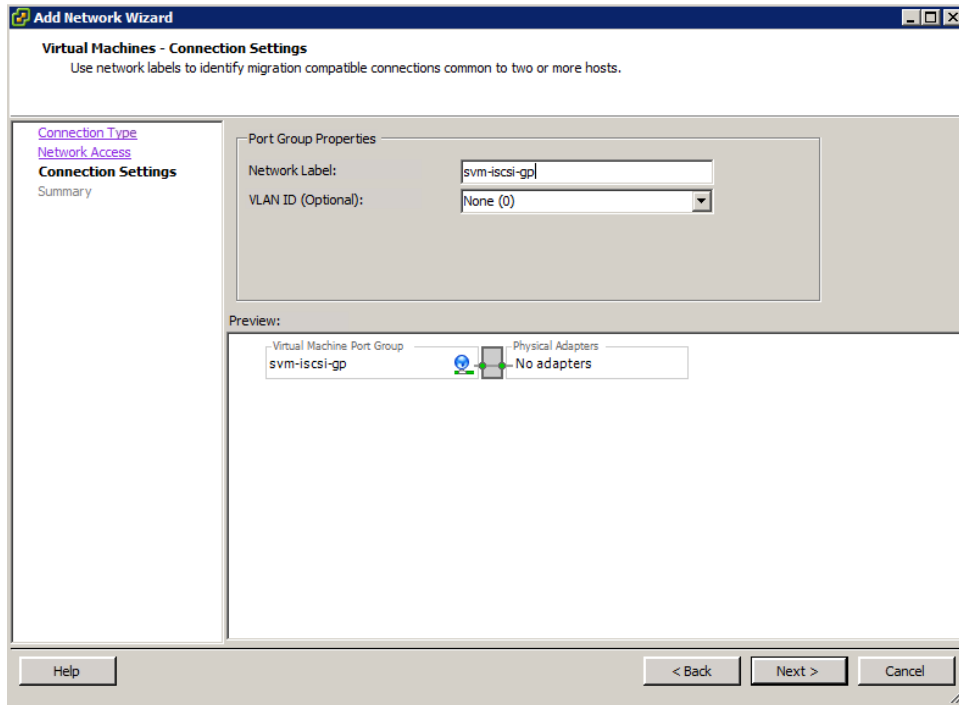 Add Network Wizard
Virtual Machines - Connection Settings
Use network labels to identify migration compatible connections common to two or more hosts.
Connection Type
Network Access
Connection Settings
Summary
Port Group Properties
Network Label: svm-iscsi-gp
VLAN ID (Optional): None (0)
Preview:
Virtual Machine Port Group
svm-iscsi-gp
Physical Adapters
No adapters
Help
< Back
Next >
Cancel